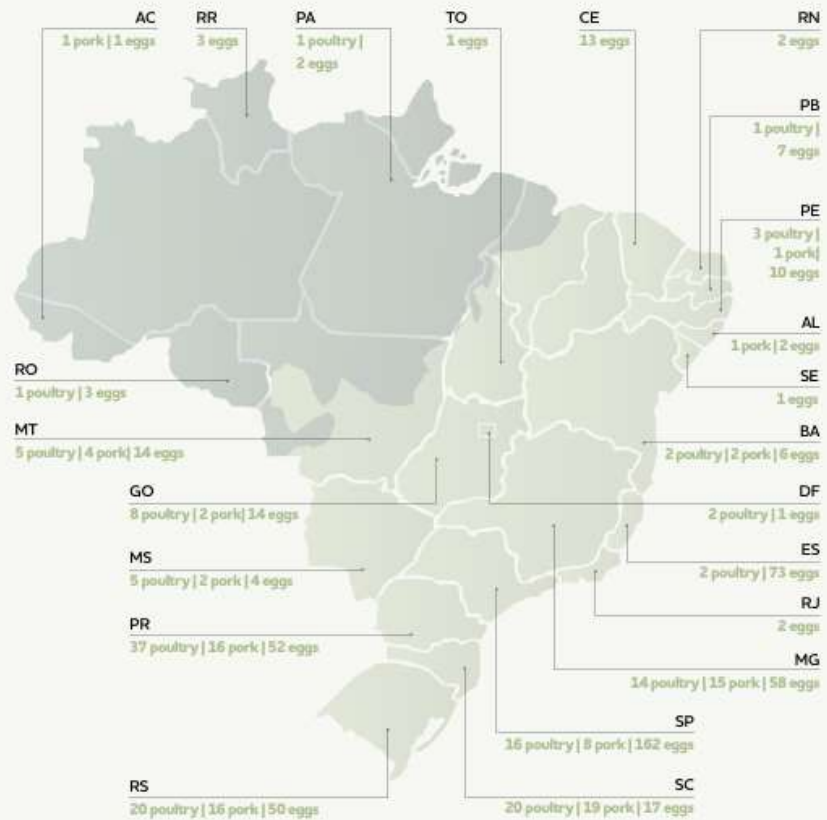 AC
1 pork | 1 eggs
RR
3 eggs
PA
1 poultry |
2 eggs
TO
1 eggs
CE
13 eggs
RN
2 eggs
PB
1 poultry |
7 eggs
PE
3 poultry |
1 pork|
10 eggs
AL
1 pork | 2 eggs
SE
1 eggs
RO
1 poultry | 3 eggs
MT
5 poultry | 4 pork| 14 eggs
BA
2 poultry | 2 pork | 6 eggs
GO
8 poultry | 2 pork| 14 eggs
DF
2 poultry | 1 eggs
MS
5 poultry | 2 pork | 4 eggs
ES
2 poultry | 73 eggs
RJ
2 eggs
PR
37 poultry | 16 pork | 52 eggs
MG
14 poultry | 15 pork | 58 eggs
SP
16 poultry | 8 pork | 162 eggs
RS
20 poultry | 16 pork | 50 eggs
SC
20 poultry | 19 pork | 17 eggs